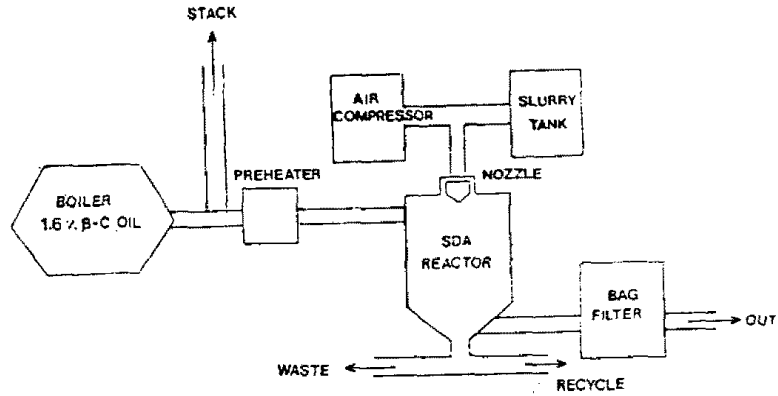 STACK
AIR
COMPRESSOR
SLURRY
TANK
PREHEATER
NOZZLE
BOILER
1.6% B-C OIL
SDA
REACTOR
BAG
FILTER
OUT
WASTE
RECYCLE